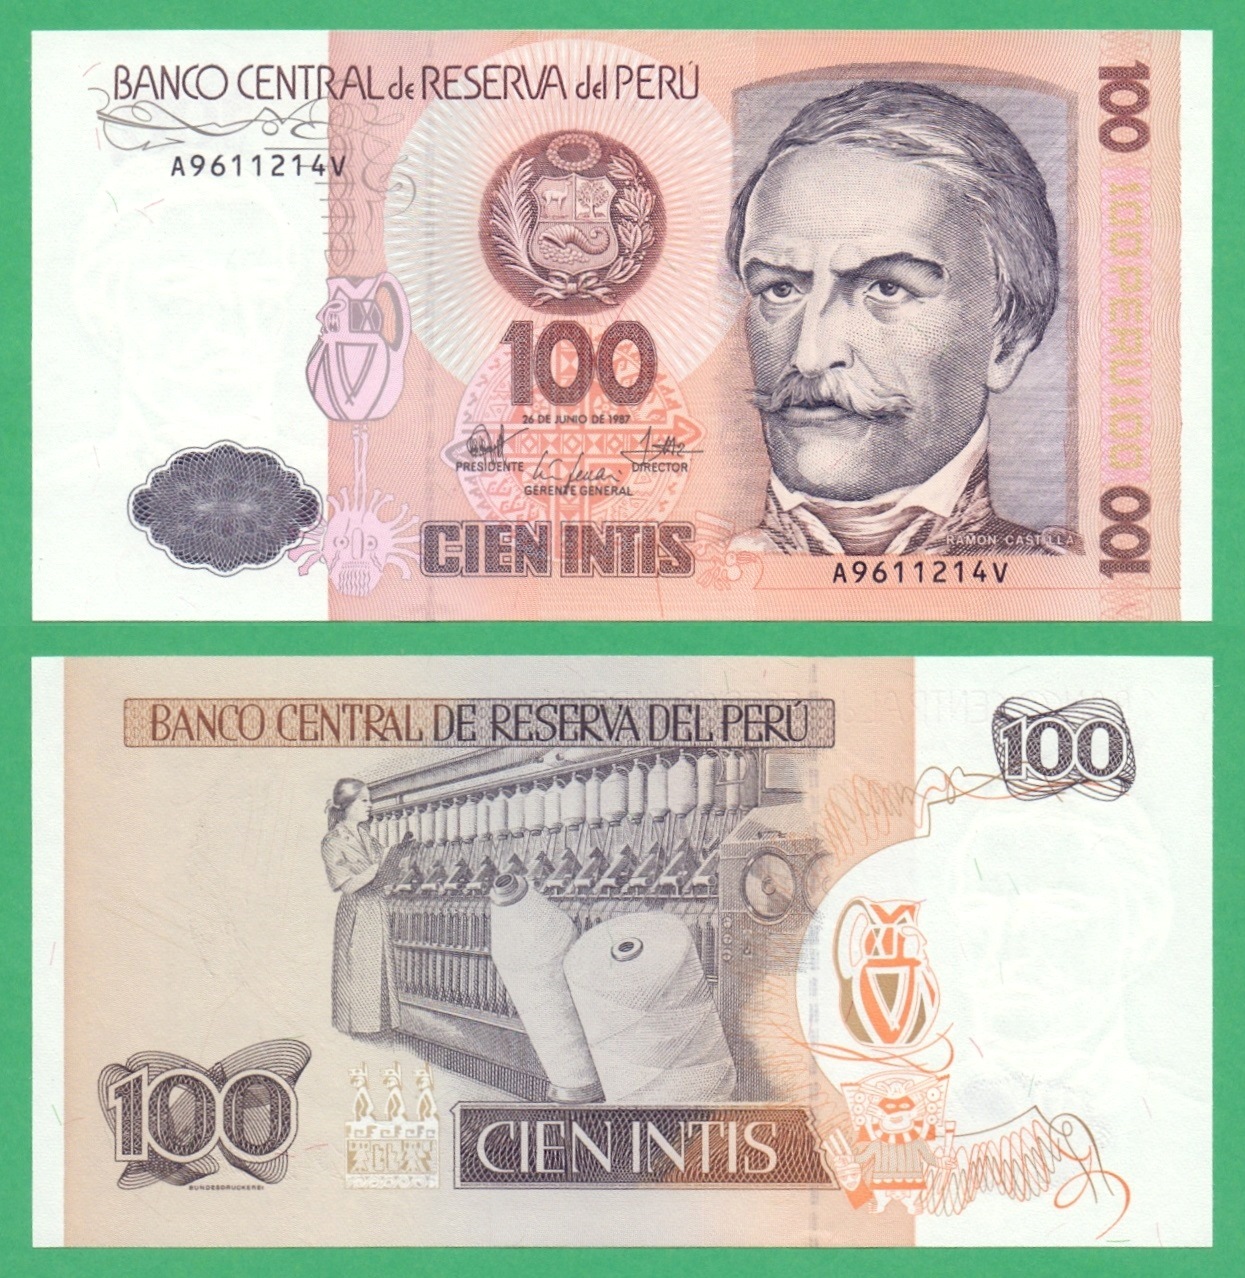 BANCO CENTRAL de RESERVA del PERÚ
A9611214V
100
100 PERU 100
100
26 DE JUNIO DE 1987
PRESIDENTE
DIRECTOR
GERENTE GENERAL
CIEN INTIS
RAMON CASTILLA
A9611214V
100
BANCO CENTRAL DE RESERVA DEL PERÚ
100
100
CIEN INTIS
BUNDESDRUCKEREI